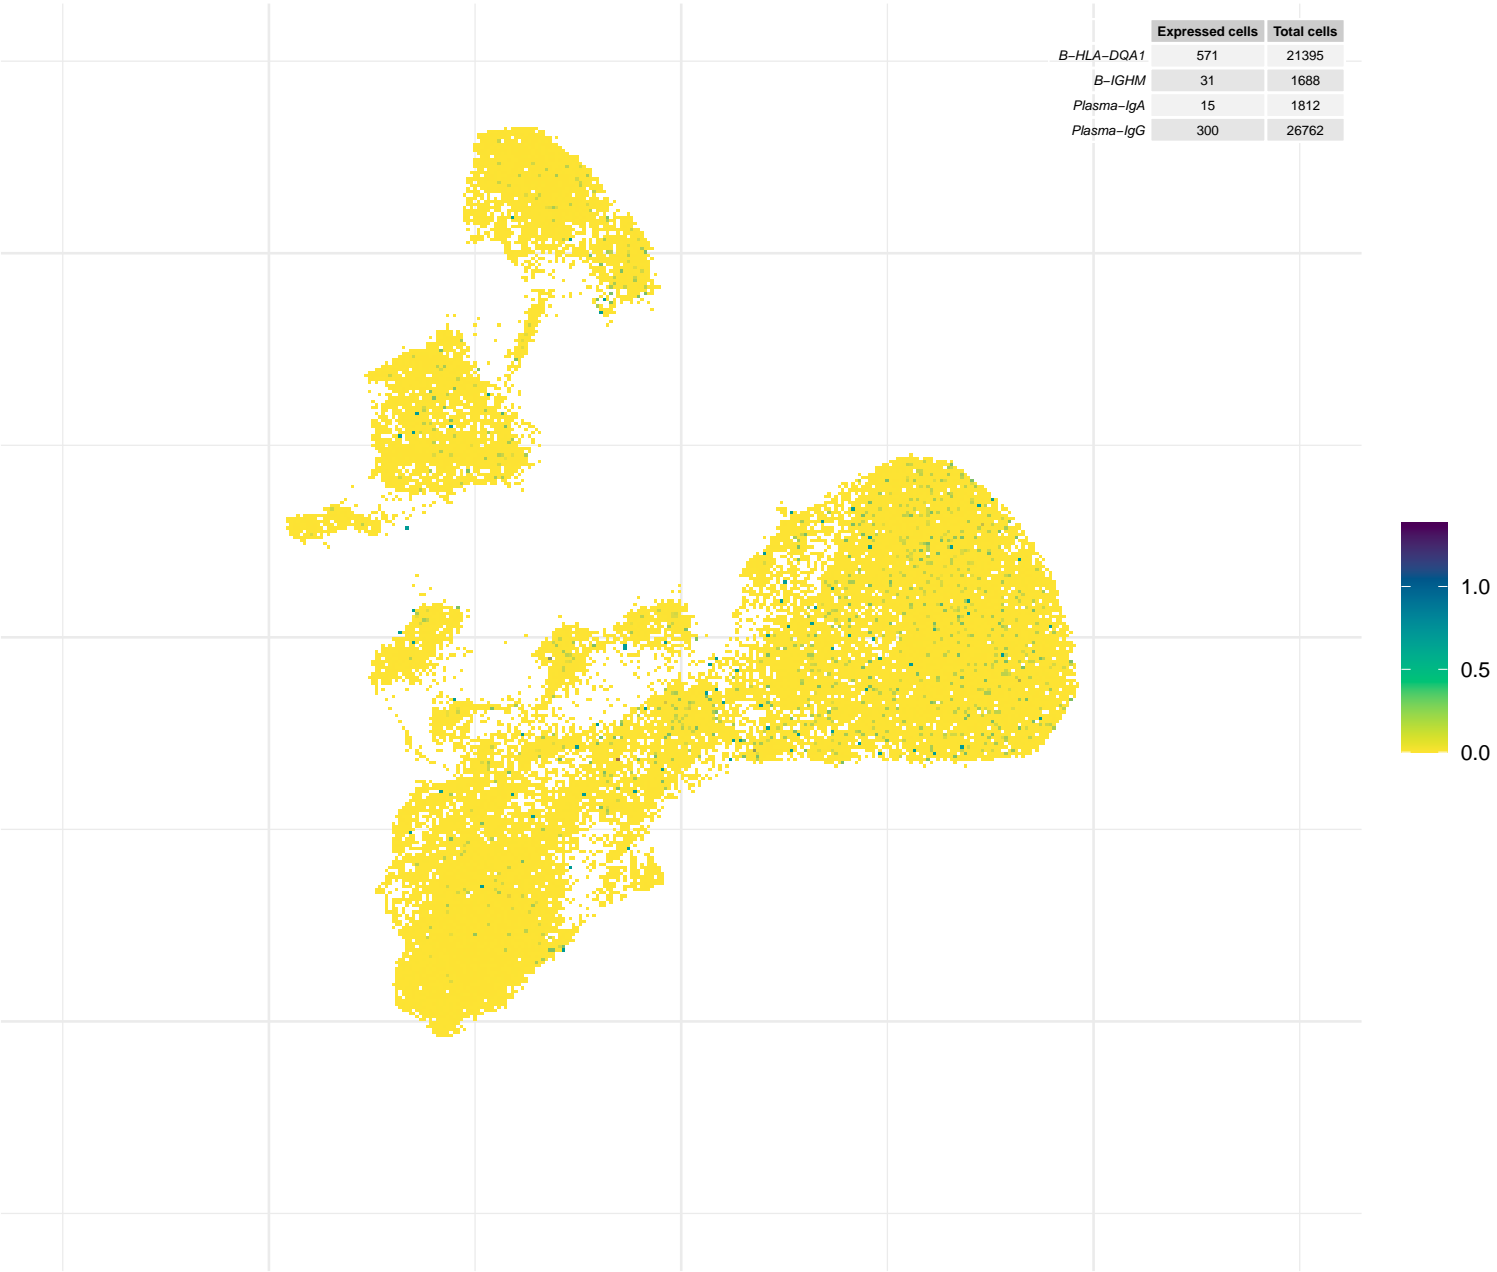 Expressed cells Total cells
B−HLA−DQA1 571 21395
B−IGHM 31 1688
Plasma−IgA 15 1812
Plasma−IgG 300 26762
1.0
0.5
0.0